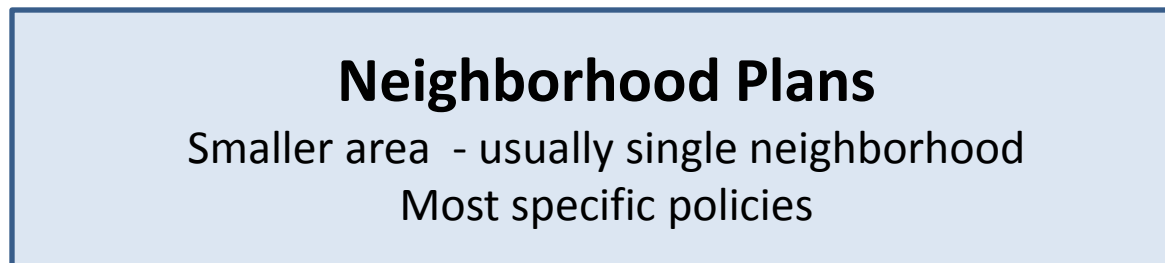 Neighborhood Plans
Smaller area  - usually single neighborhood
Most specific policies